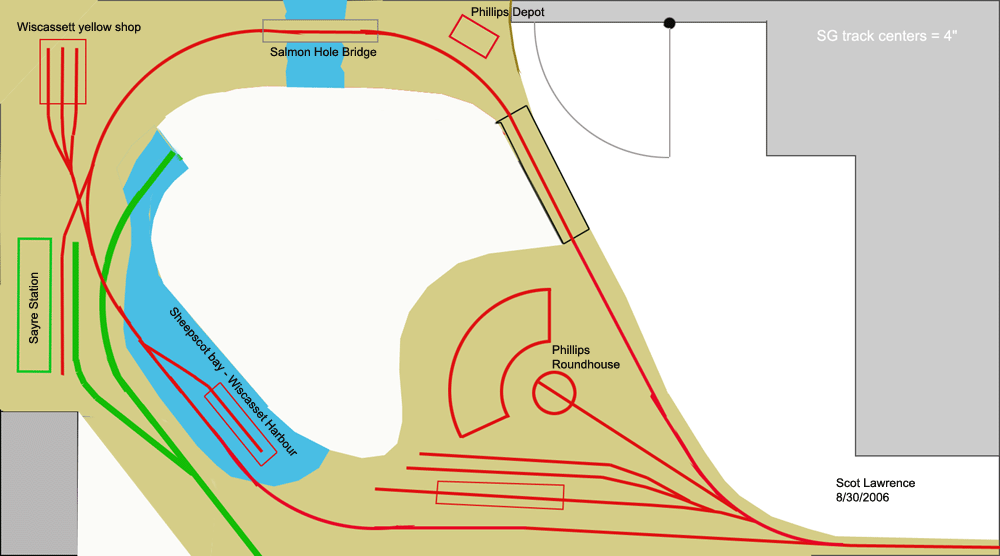 Phillips Depot
Wiscassett yellow shop
SG track centers = 4"
Salmon Hole Bridge
Sayre Station
Sheepscot bay - Wiscasset Harbour
Phillips
Roundhouse
Scot Lawrence
8/30/2006